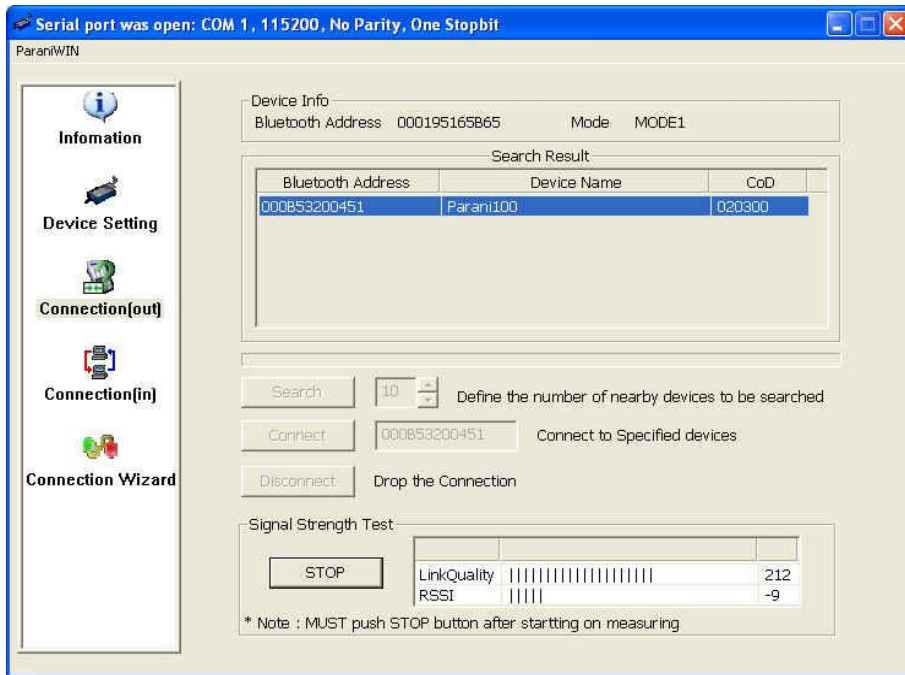 Serial port was open: COM 1, 115200, No Parity, One Stopbit
ParaniWIN
Infomation
Device Setting
Connection(out)
Connection(in)
Connection Wizard
Device Info
Bluetooth Address 000195165B65 Mode MODE1
Search Result
Bluetooth Address Device Name CoD
000B53200451 Parani100 020300
Search 10 Define the number of nearby devices to be searched
Connect 000B53200451 Connect to Specified devices
Disconnect Drop the Connection
Signal Strength Test
STOP
LinkQuality |||||||||||||||||||| 212
RSSI ||||| -9
* Note : MUST push STOP button after startting on measuring